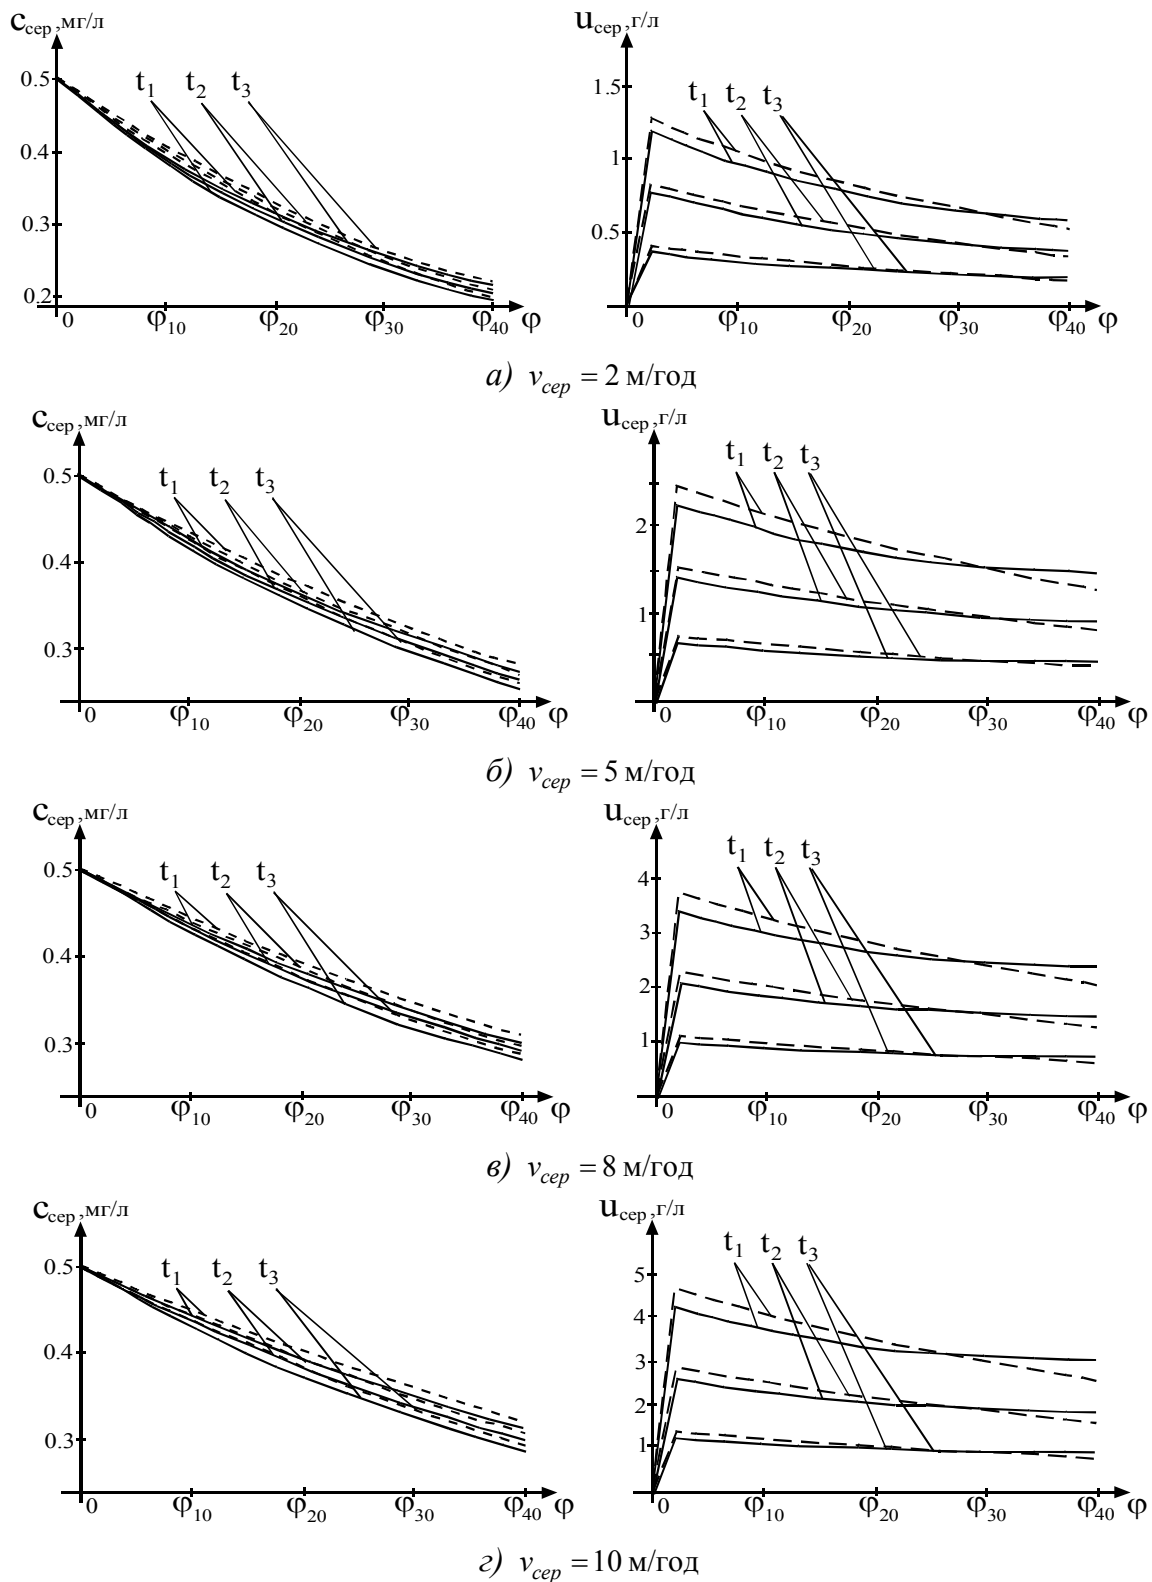 c_сер,мг/л
0.5
0.4
0.3
0.2
t₁ t₂ t₃
0 φ₁₀ φ₂₀ φ₃₀ φ₄₀ φ
u_сер,г/л
1.5
1
0.5
t₁ t₂ t₃
0 φ₁₀ φ₂₀ φ₃₀ φ₄₀ φ
а) v_сер = 2 м/год
c_сер,мг/л
0.5
0.4
0.3
t₁ t₂ t₃
0 φ₁₀ φ₂₀ φ₃₀ φ₄₀ φ
u_сер,г/л
2
1
t₁ t₂ t₃
0 φ₁₀ φ₂₀ φ₃₀ φ₄₀ φ
б) v_сер = 5 м/год
c_сер,мг/л
0.5
0.4
0.3
t₁ t₂ t₃
0 φ₁₀ φ₂₀ φ₃₀ φ₄₀ φ
u_сер,г/л
4
3
2
1
t₁ t₂ t₃
0 φ₁₀ φ₂₀ φ₃₀ φ₄₀ φ
в) v_сер = 8 м/год
c_сер,мг/л
0.5
0.4
0.3
t₁ t₂ t₃
0 φ₁₀ φ₂₀ φ₃₀ φ₄₀ φ
u_сер,г/л
5
4
3
2
1
t₁ t₂ t₃
0 φ₁₀ φ₂₀ φ₃₀ φ₄₀ φ
г) v_сер = 10 м/год